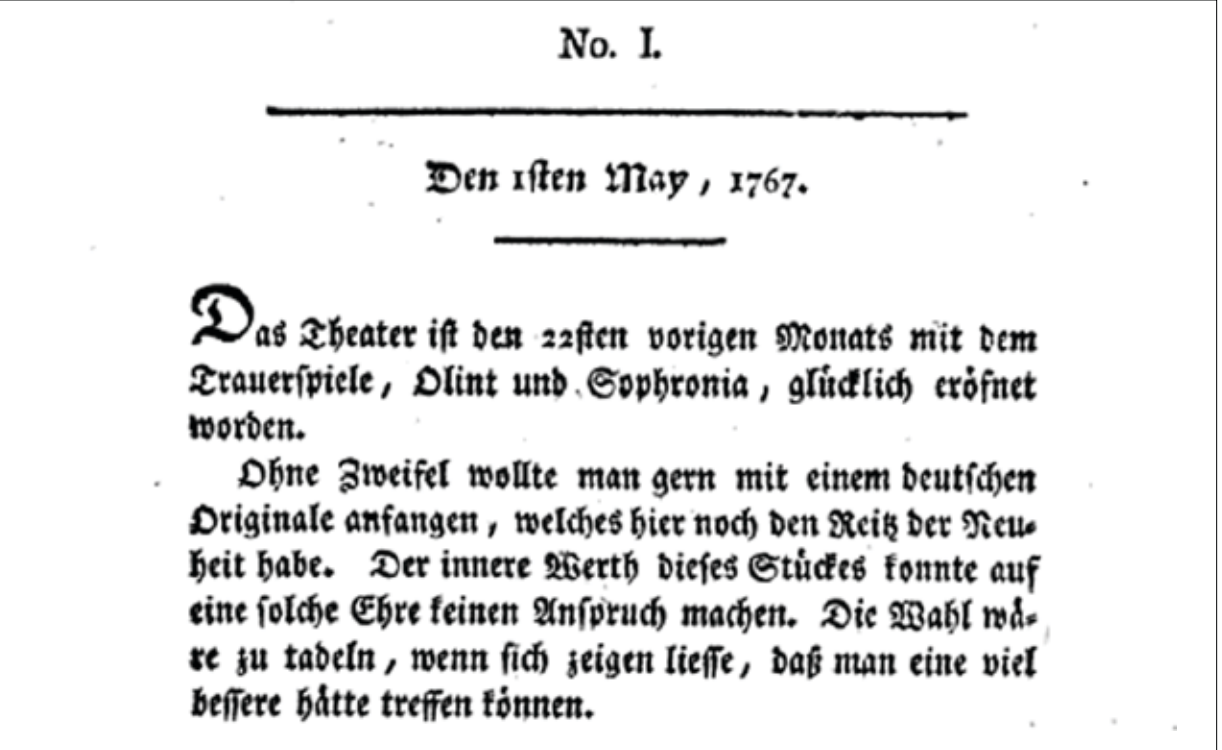 No. I.
Den 1sten May, 1767.
Das Theater ist den 22sten vorigen Monats mit dem
Trauerspiele, Olint und Sophronia, glücklich eröfnet
worden.
Ohne Zweifel wollte man gern mit einem deutschen
Originale anfangen, welches hier noch den Reitz der Neu-
heit habe. Der innere Werth dieses Stückes konnte auf
eine solche Ehre keinen Anspruch machen. Die Wahl wä-
re zu tadeln, wenn sich zeigen liesse, daß man eine viel
bessere hätte treffen können.